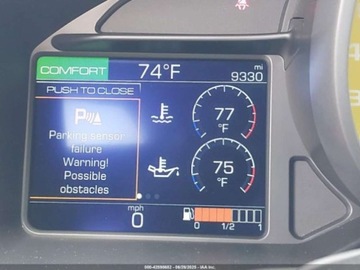 COMFORT
74°F
mi
9330
PUSH TO CLOSE
P
Parking sensor
failure
Warning!
Possible
obstacles
77
°F
75
°F
mph
0
0 1/2 1